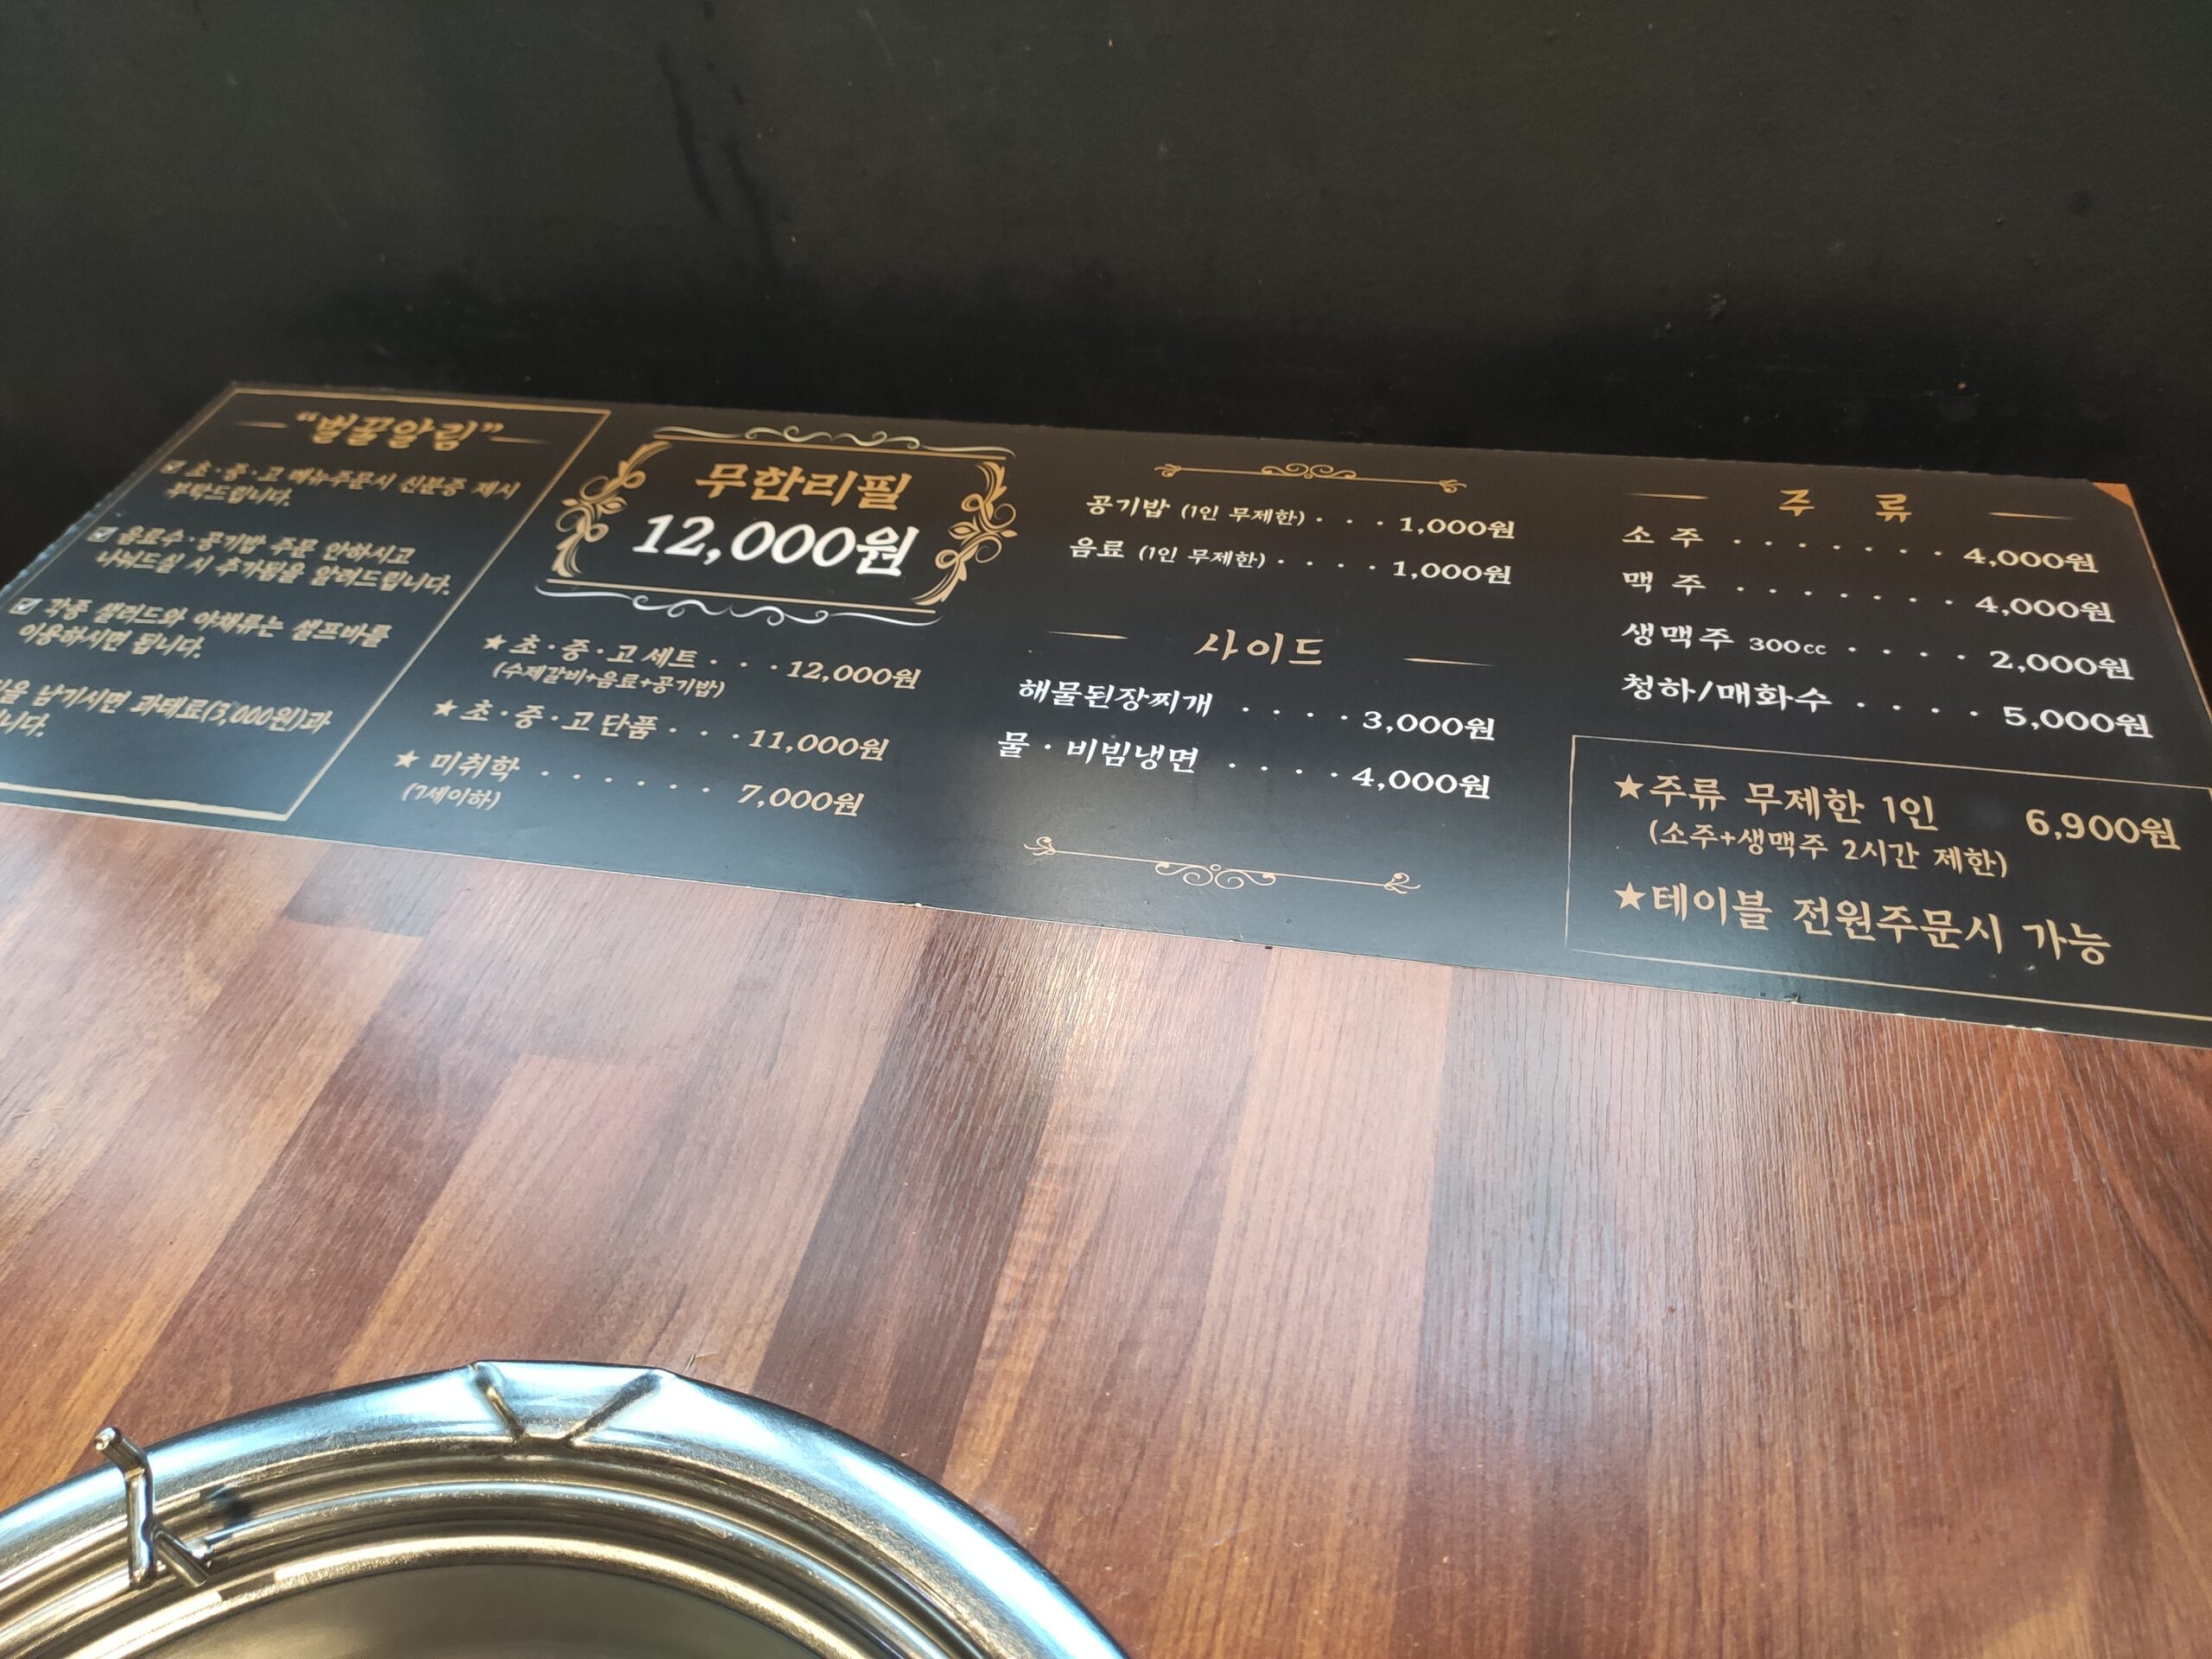 “벌꿀알림”
초·중·고 메뉴주문시 신분증 제시
부탁드립니다.
음료수·공기밥 주문 안하시고
나눠드실 시 추가됨을 알려드립니다.
각종 샐러드와 야채류는 셀프바를
이용하시면 됩니다.
을 남기시면 과태료(3,000원)과
니다.
무한리필
12,000원
★초·중·고 세트 · · · 12,000원
(수제갈비+음료+공기밥)
★초·중·고 단품 · · · 11,000원
★ 미취학 · · · · · · 7,000원
(7세이하)
공기밥 (1인 무제한) · · · 1,000원
음료 (1인 무제한) · · · · 1,000원
사이드
해물된장찌개 · · · · 3,000원
물·비빔냉면 · · · · 4,000원
주 류
소 주 · · · · · · · 4,000원
맥 주 · · · · · · · 4,000원
생맥주 300cc · · · · 2,000원
청하/매화수 · · · · 5,000원
★주류 무제한 1인 6,900원
(소주+생맥주 2시간 제한)
★테이블 전원주문시 가능